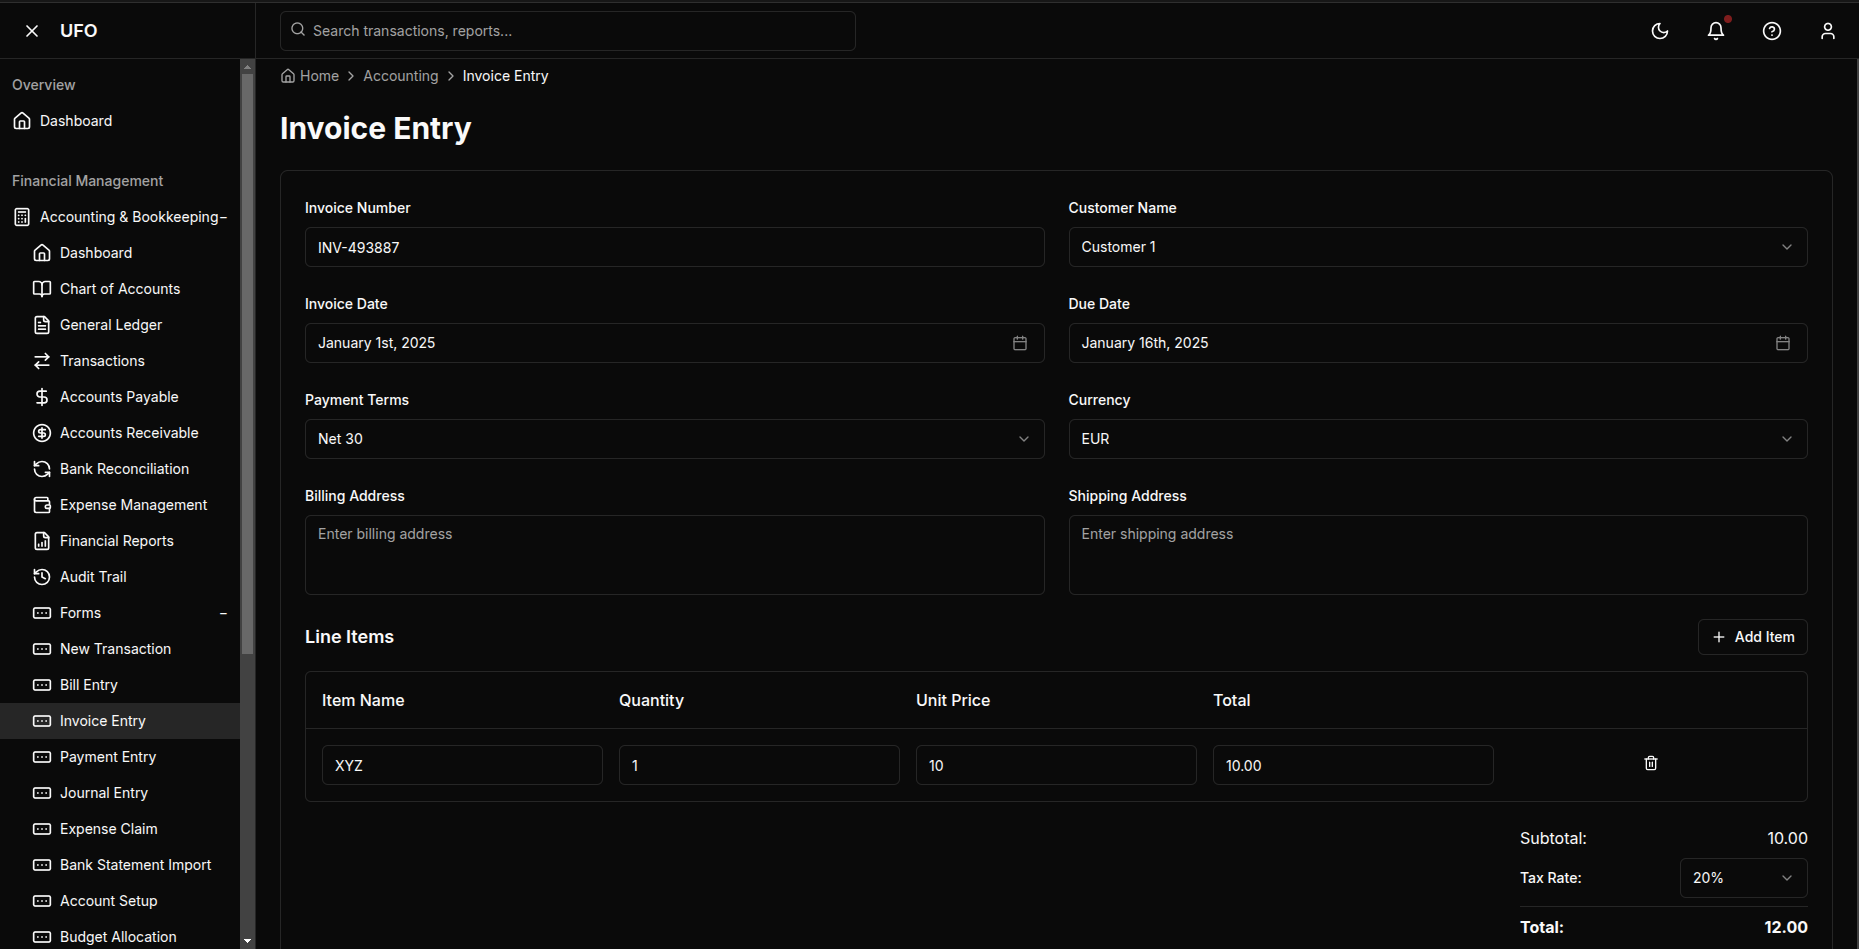 UFO
Search transactions, reports...
Overview
Dashboard
Financial Management
Accounting & Bookkeeping
Dashboard
Chart of Accounts
General Ledger
Transactions
Accounts Payable
Accounts Receivable
Bank Reconciliation
Expense Management
Financial Reports
Audit Trail
Forms
New Transaction
Bill Entry
Invoice Entry
Payment Entry
Journal Entry
Expense Claim
Bank Statement Import
Account Setup
Budget Allocation
Home > Accounting > Invoice Entry
Invoice Entry
Invoice Number
INV-493887
Customer Name
Customer 1
Invoice Date
January 1st, 2025
Due Date
January 16th, 2025
Payment Terms
Net 30
Currency
EUR
Billing Address
Enter billing address
Shipping Address
Enter shipping address
Line Items
+ Add Item
Item Name Quantity Unit Price Total
XYZ 1 10 10.00
Subtotal: 10.00
Tax Rate: 20%
Total: 12.00